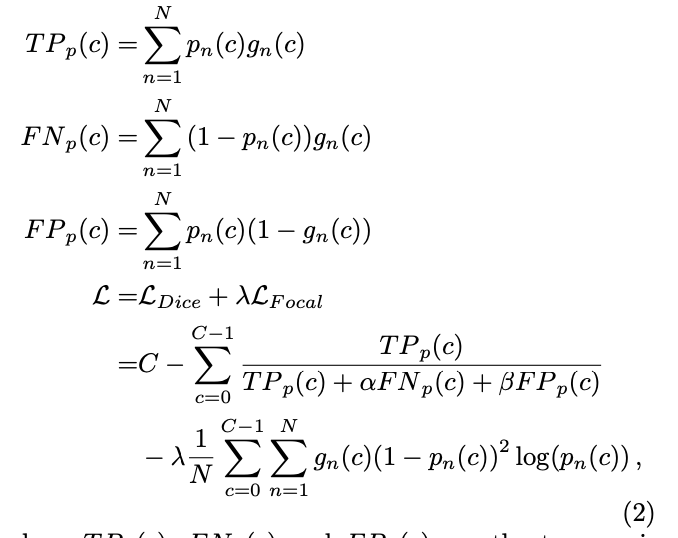 TP_p(c) = \sum_{n=1}^{N} p_n(c)g_n(c)
FN_p(c) = \sum_{n=1}^{N} (1 - p_n(c))g_n(c)
FP_p(c) = \sum_{n=1}^{N} p_n(c)(1 - g_n(c))
\mathcal{L} = \mathcal{L}_{Dice} + \lambda\mathcal{L}_{Focal}
= C - \sum_{c=0}^{C-1} \frac{TP_p(c)}{TP_p(c) + \alpha FN_p(c) + \beta FP_p(c)}
- \lambda\frac{1}{N} \sum_{c=0}^{C-1} \sum_{n=1}^{N} g_n(c)(1 - p_n(c))^2 \log(p_n(c)) ,
(2)